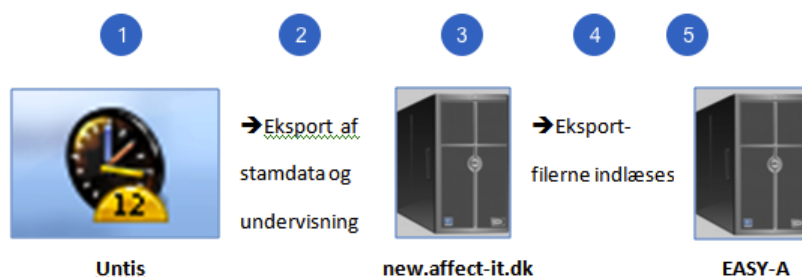 1
2
3
4
5
12
➔Eksport af
stamdata og
undervisning
➔Eksport-
filerne indlæses
Untis
new.affect-it.dk
EASY-A